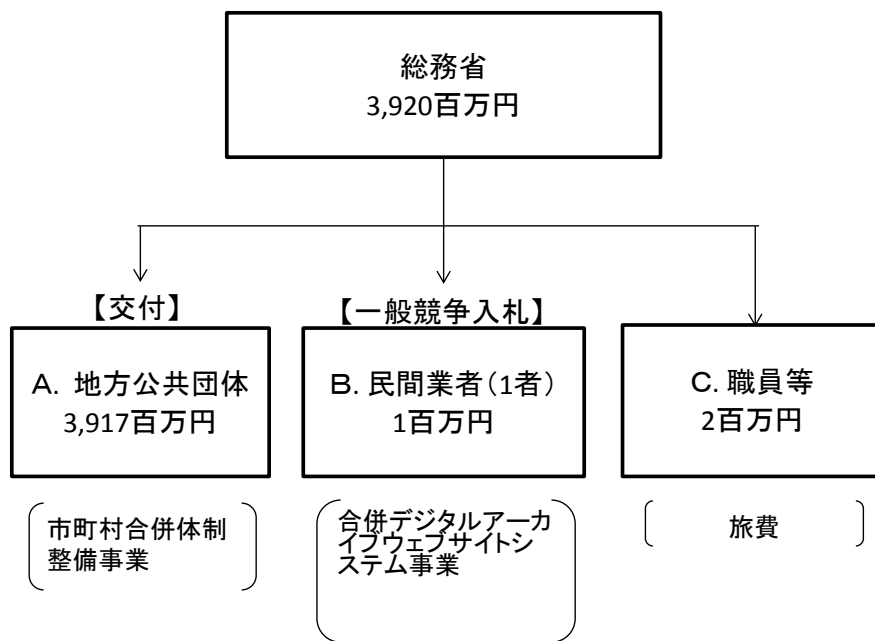 総務省
3,920百万円
【交付】
【一般競争入札】
A. 地方公共団体
3,917百万円
B. 民間業者（1者）
1百万円
C. 職員等
2百万円
市町村合併体制
整備事業
合併デジタルアーカ
イブウェブサイトシ
ステム事業
旅費